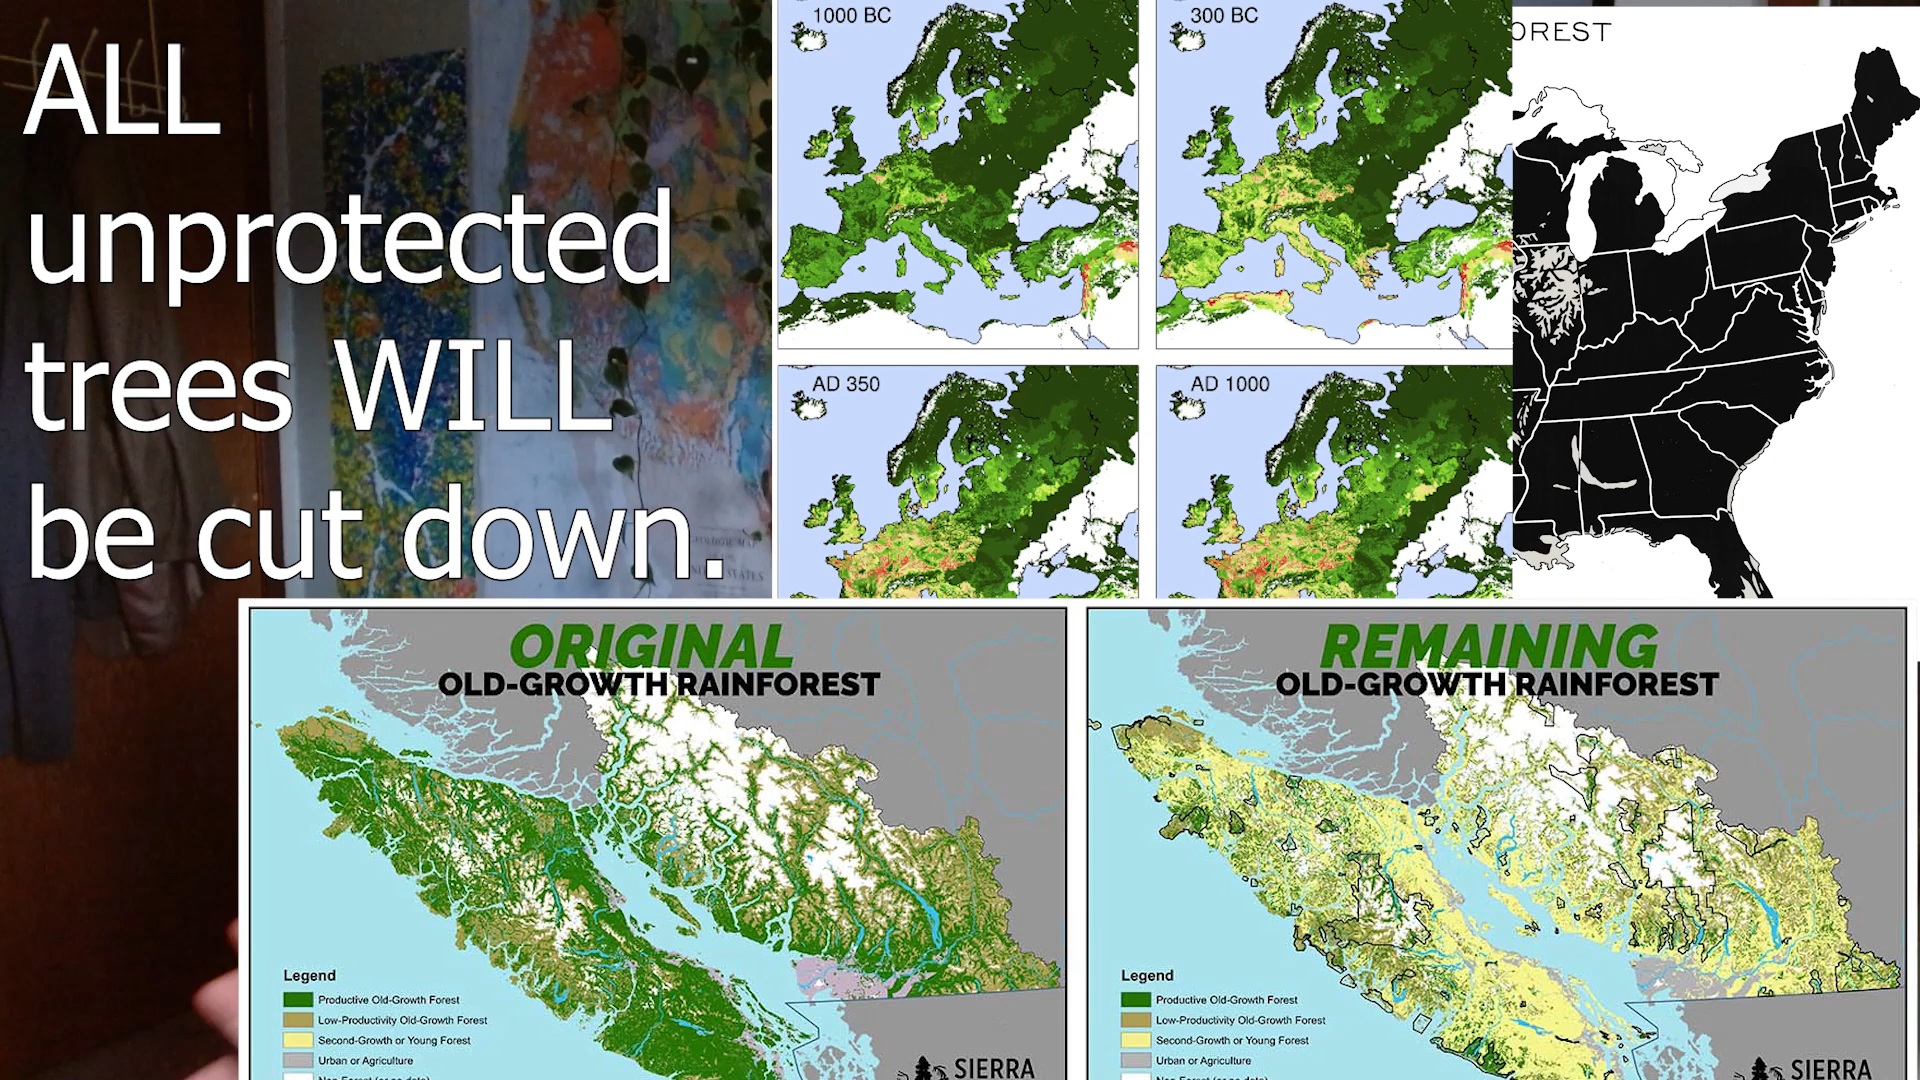 ALL
unprotected
trees WILL
be cut down.
1000 BC
300 BC
AD 350
AD 1000
OREST
ORIGINAL
OLD-GROWTH RAINFOREST
Legend
Productive Old-Growth Forest
Low-Productivity Old-Growth Forest
Second-Growth or Young Forest
Urban or Agriculture
SIERRA
REMAINING
OLD-GROWTH RAINFOREST
Legend
Productive Old-Growth Forest
Low-Productivity Old-Growth Forest
Second-Growth or Young Forest
Urban or Agriculture
SIERRA